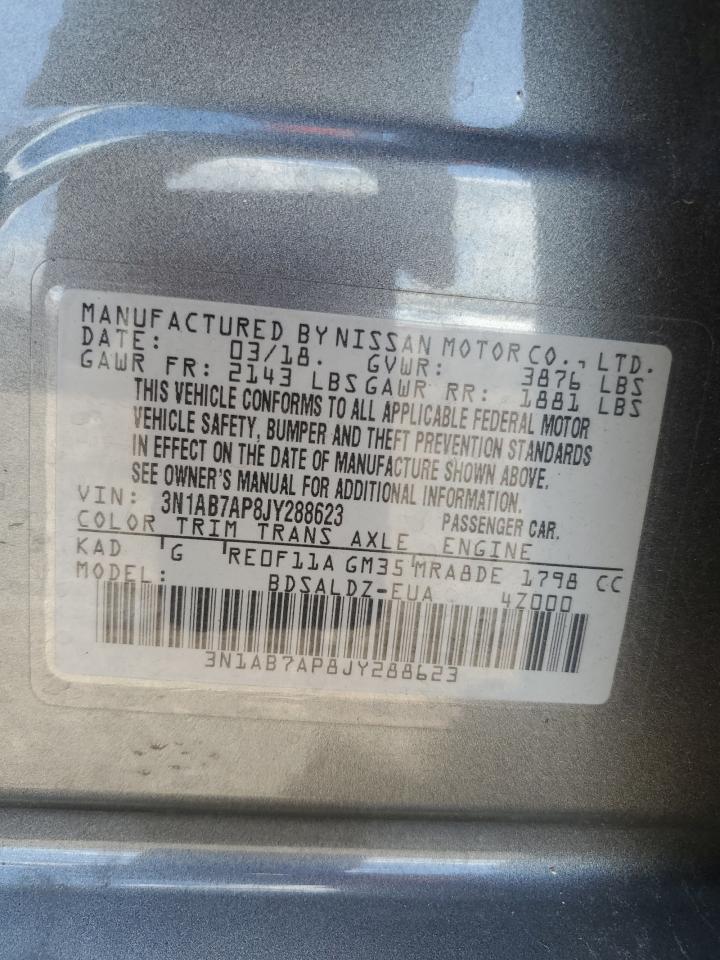 MANUFACTURED BY NISSAN MOTOR CO., LTD.
DATE: 03/18. GVWR: 3876 LBS
GAWR FR: 2143 LBS GAWR RR: 1881 LBS
THIS VEHICLE CONFORMS TO ALL APPLICABLE FEDERAL MOTOR
VEHICLE SAFETY, BUMPER AND THEFT PREVENTION STANDARDS
IN EFFECT ON THE DATE OF MANUFACTURE SHOWN ABOVE.
SEE OWNER'S MANUAL FOR ADDITIONAL INFORMATION.
VIN: 3N1AB7AP8JY288623 PASSENGER CAR.
COLOR TRIM TRANS AXLE ENGINE
KAD G RE0F11A GM35 MRA8DE 1798 CC
MODEL: BDSALDZ-EUA 4Z000
3N1AB7AP8JY288623